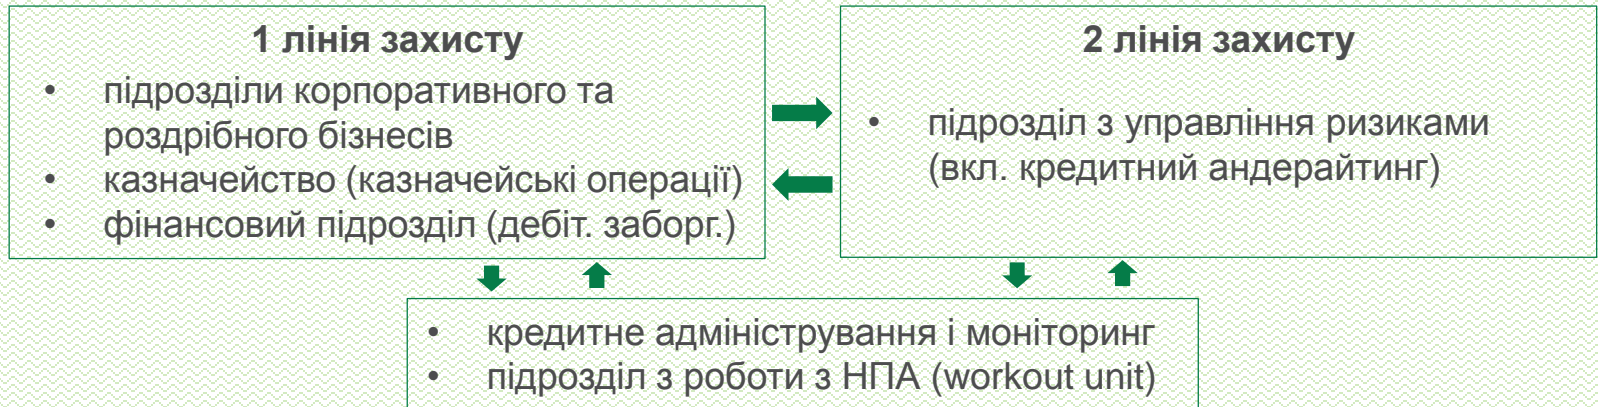 1 лінія захисту
• підрозділи корпоративного та
роздрібного бізнесів
• казначейство (казначейські операції)
• фінансовий підрозділ (дебіт. заборг.)
2 лінія захисту
• підрозділ з управління ризиками
(вкл. кредитний андерайтинг)
• кредитне адміністрування і моніторинг
• підрозділ з роботи з НПА (workout unit)